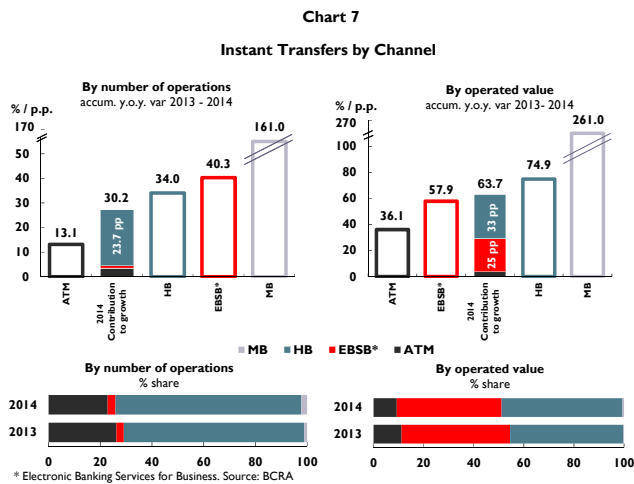 Chart 7
Instant Transfers by Channel
By number of operations
accum. y.o.y. var 2013 - 2014
% / p.p.
170
50
40
30
20
10
0
13.1
30.2
34.0
40.3
161.0
23.7 pp
ATM
2014
Contribution
to growth
HB
EBSB*
MB
By operated value
accum. y.o.y. var 2013- 2014
% / p.p.
270
100
80
60
40
20
0
36.1
57.9
63.7
74.9
261.0
33 pp
25 pp
ATM
EBSB*
2014
Contribution
to growth
HB
MB
MB HB EBSB* ATM
By number of operations
% share
2014
2013
0 20 40 60 80 100
By operated value
% share
2014
2013
0 20 40 60 80 100
* Electronic Banking Services for Business. Source: BCRA